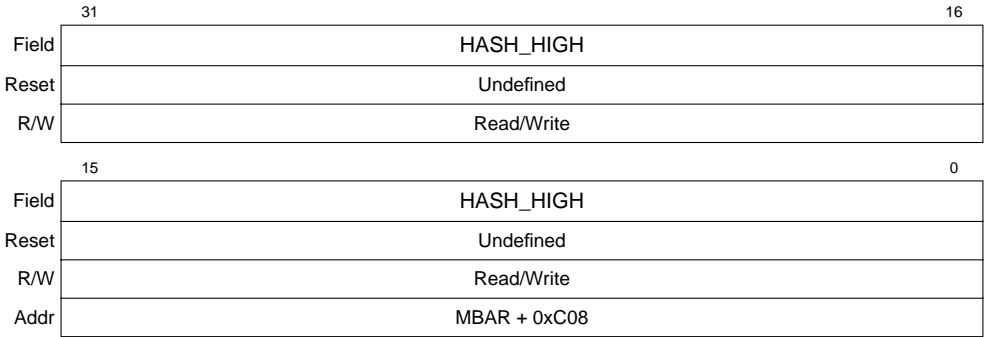 31 16
Field HASH_HIGH
Reset Undefined
R/W Read/Write
15 0
Field HASH_HIGH
Reset Undefined
R/W Read/Write
Addr MBAR + 0xC08